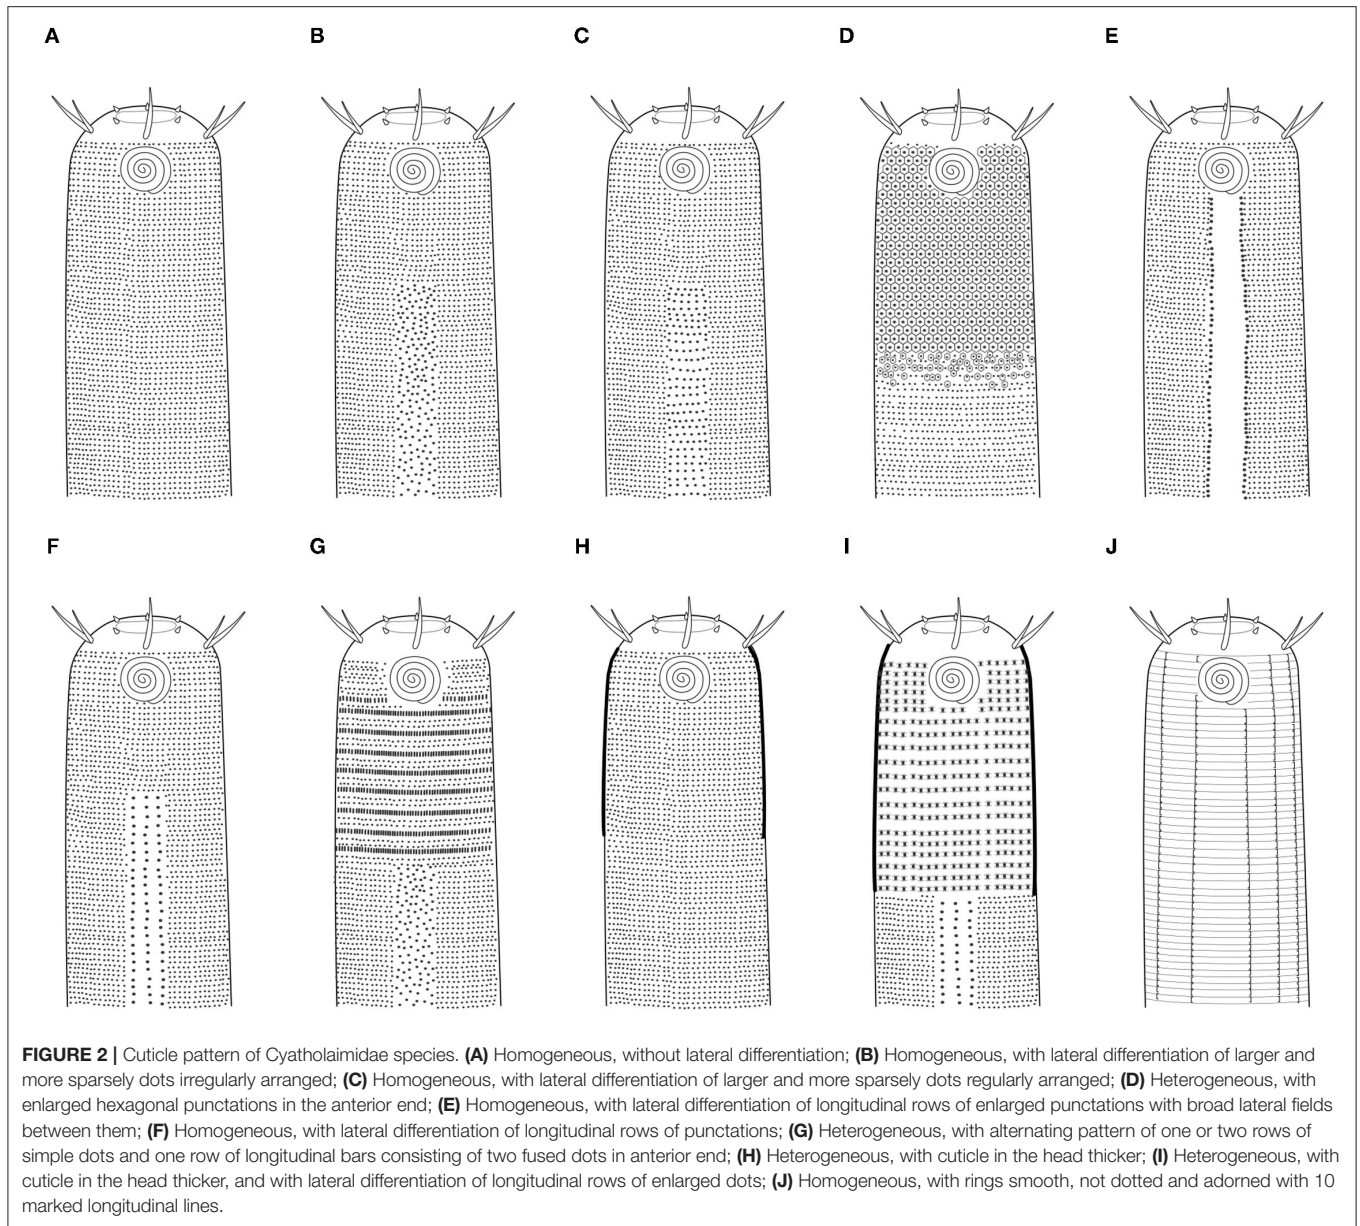 A B C D E
F G H I J
FIGURE 2 | Cuticle pattern of Cyatholaimidae species. (A) Homogeneous, without lateral differentiation; (B) Homogeneous, with lateral differentiation of larger and
more sparsely dots irregularly arranged; (C) Homogeneous, with lateral differentiation of larger and more sparsely dots regularly arranged; (D) Heterogeneous, with
enlarged hexagonal punctations in the anterior end; (E) Homogeneous, with lateral differentiation of longitudinal rows of enlarged punctations with broad lateral fields
between them; (F) Homogeneous, with lateral differentiation of longitudinal rows of punctations; (G) Heterogeneous, with alternating pattern of one or two rows of
simple dots and one row of longitudinal bars consisting of two fused dots in anterior end; (H) Heterogeneous, with cuticle in the head thicker; (I) Heterogeneous, with
cuticle in the head thicker, and with lateral differentiation of longitudinal rows of enlarged dots; (J) Homogeneous, with rings smooth, not dotted and adorned with 10
marked longitudinal lines.